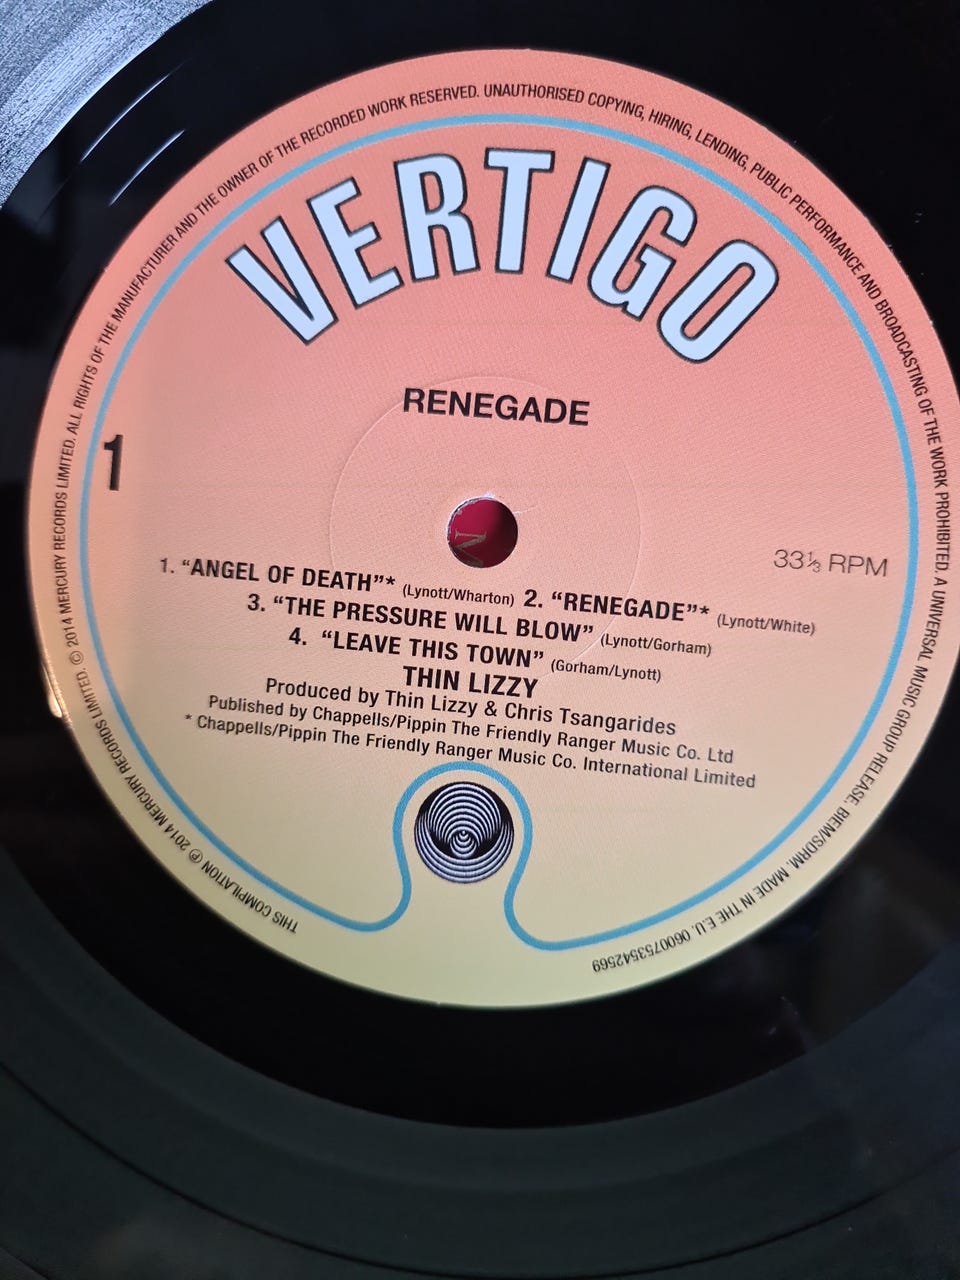 THIS COMPILATION ℗ 2014 MERCURY RECORDS LIMITED. © 2014 MERCURY RECORDS LIMITED. ALL RIGHTS OF THE MANUFACTURER AND THE OWNER OF THE RECORDED WORK RESERVED. UNAUTHORISED COPYING, HIRING, LENDING, PUBLIC PERFORMANCE AND BROADCASTING OF THE WORK PROHIBITED. A UNIVERSAL MUSIC GROUP RELEASE. BIEM/SDRM. MADE IN THE E.U. 0600753542569
VERTIGO
RENEGADE
1
33⅓ RPM
1. “ANGEL OF DEATH”* (Lynott/Wharton) 2. “RENEGADE”* (Lynott/White)
3. “THE PRESSURE WILL BLOW” (Lynott/Gorham)
4. “LEAVE THIS TOWN” (Gorham/Lynott)
THIN LIZZY
Produced by Thin Lizzy & Chris Tsangarides
Published by Chappells/Pippin The Friendly Ranger Music Co. Ltd
* Chappells/Pippin The Friendly Ranger Music Co. International Limited